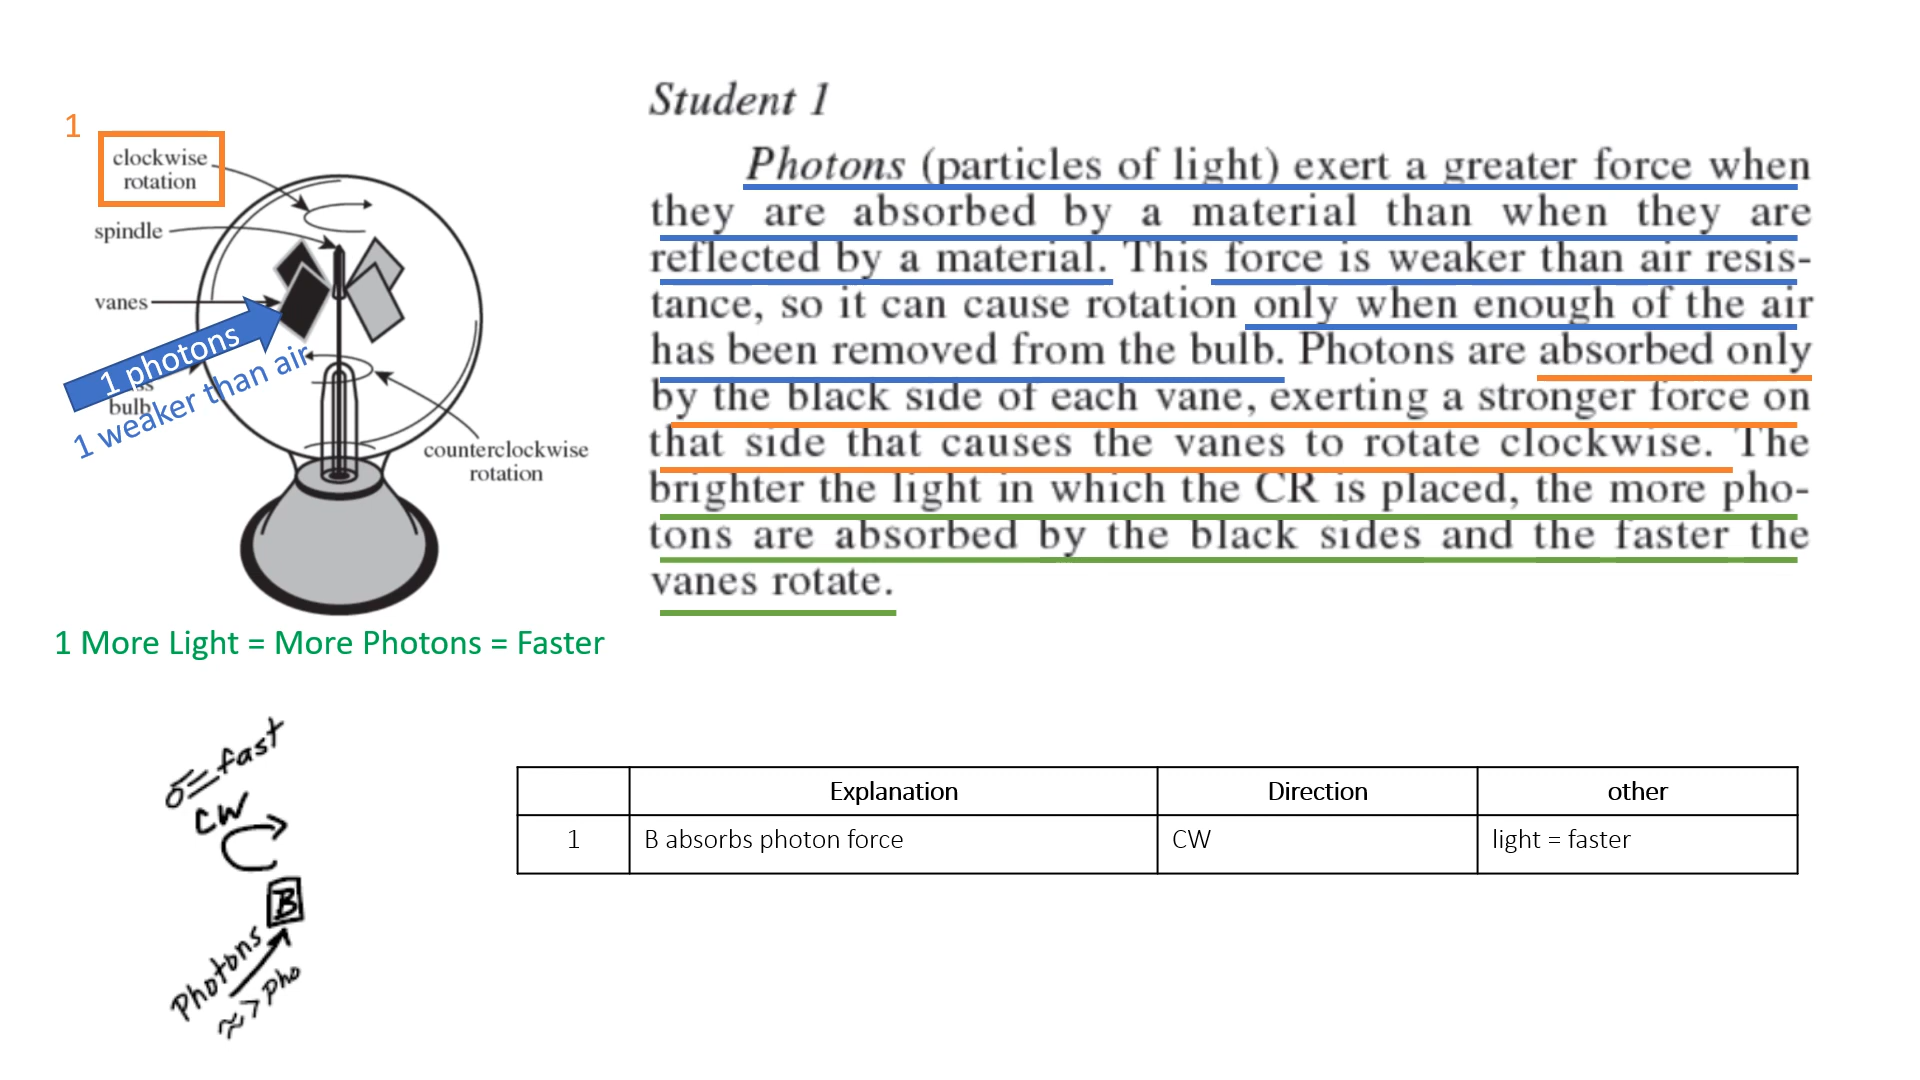 1
clockwise
rotation
spindle
vanes
1 photons
1 weaker than air
bulb
counterclockwise
rotation
1 More Light = More Photons = Faster
Student 1
Photons (particles of light) exert a greater force when
they are absorbed by a material than when they are
reflected by a material. This force is weaker than air resis-
tance, so it can cause rotation only when enough of the air
has been removed from the bulb. Photons are absorbed only
by the black side of each vane, exerting a stronger force on
that side that causes the vanes to rotate clockwise. The
brighter the light in which the CR is placed, the more pho-
tons are absorbed by the black sides and the faster the
vanes rotate.
fast
CW
B
Photons
≈ > Pho
Explanation Direction other
1 B absorbs photon force CW light = faster